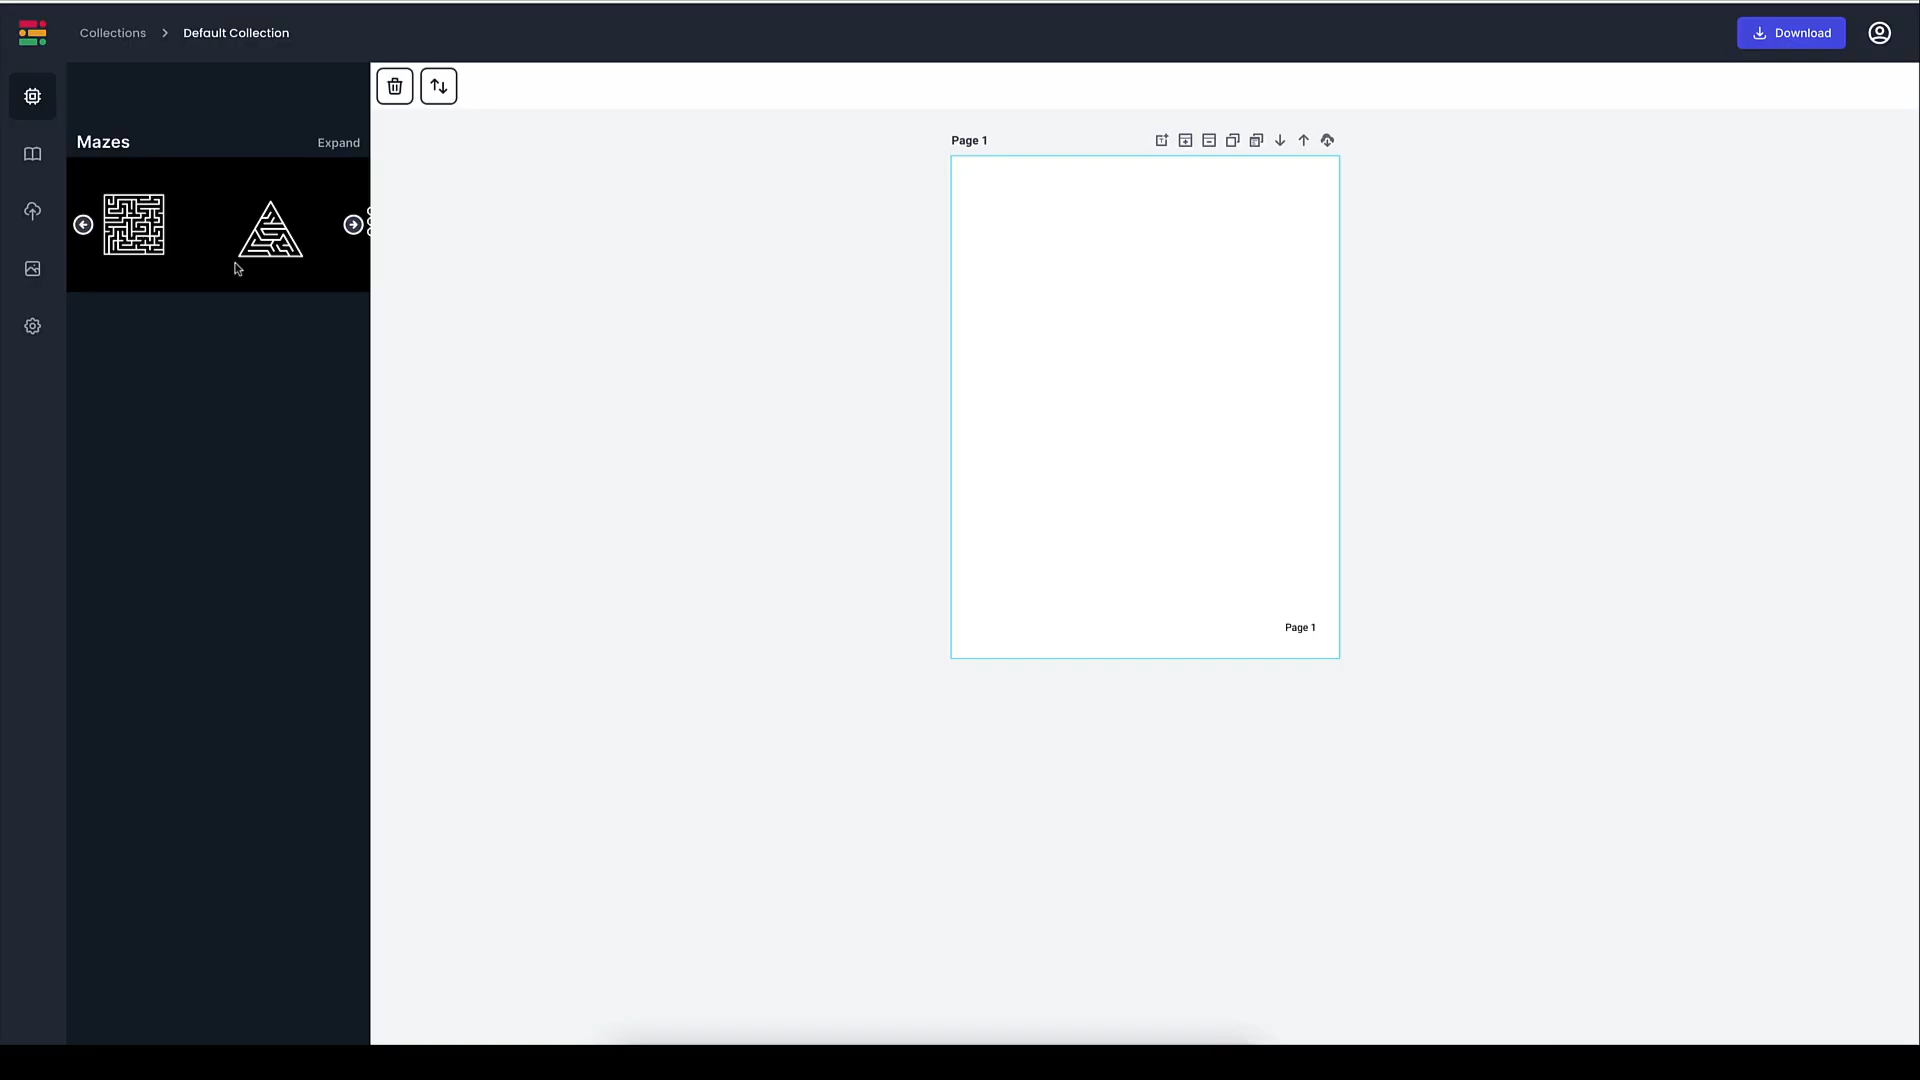 Collections > Default Collection
Download
Mazes
Expand
Page 1
Page 1